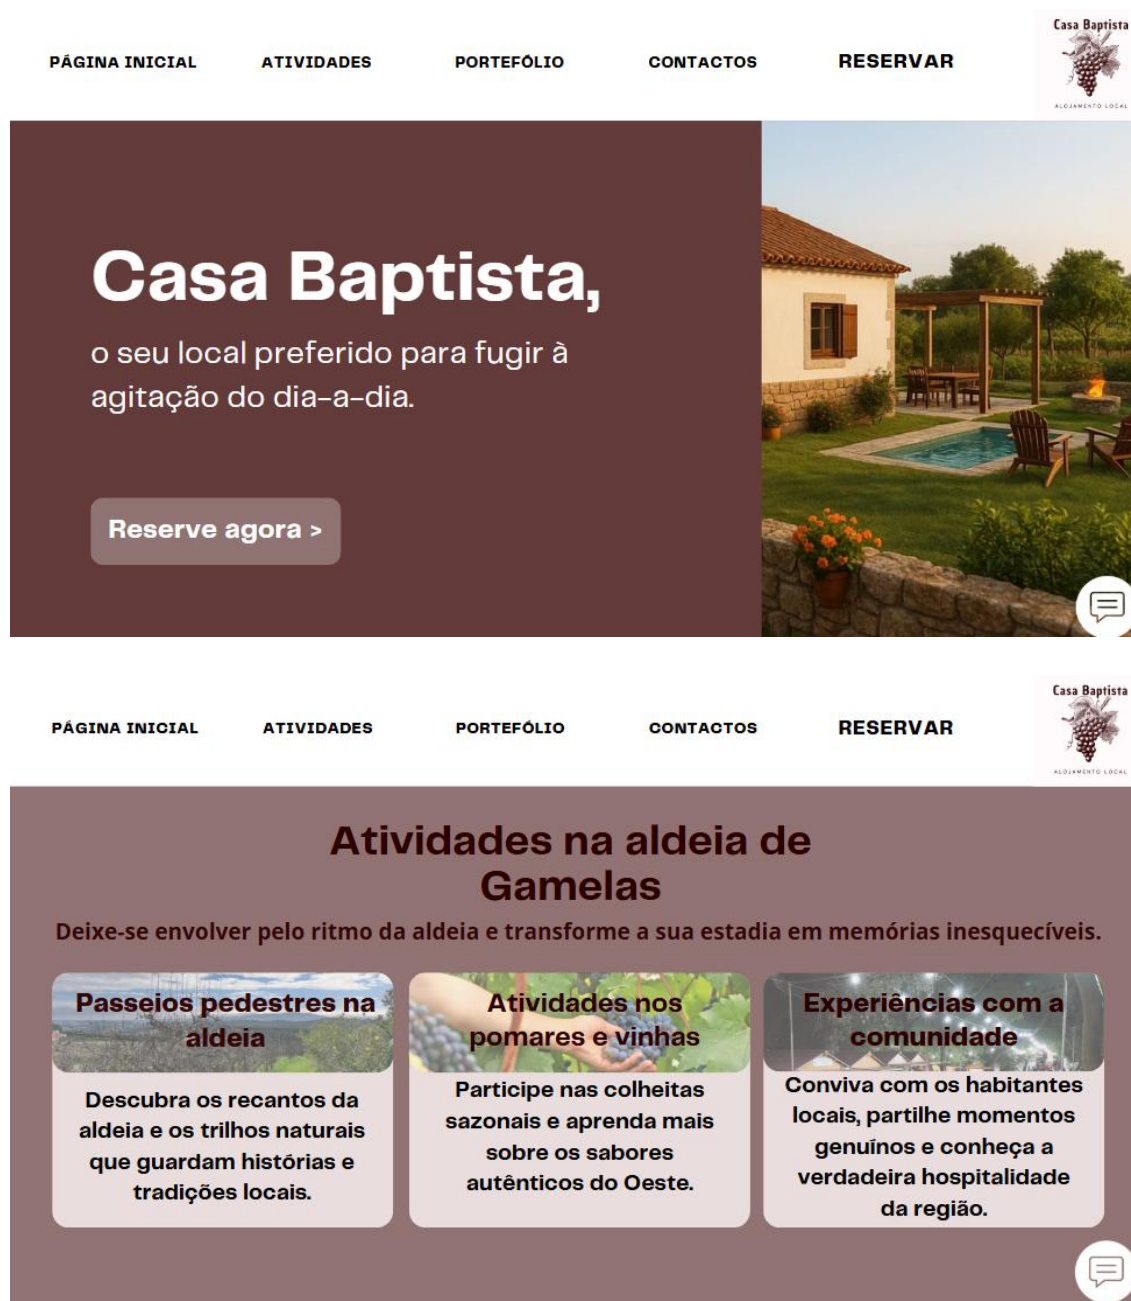 PÁGINA INICIAL ATIVIDADES PORTEFÓLIO CONTACTOS RESERVAR
Casa Baptista
ALOJAMENTO LOCAL
Casa Baptista,
o seu local preferido para fugir à
agitação do dia-a-dia.
Reserve agora >
PÁGINA INICIAL ATIVIDADES PORTEFÓLIO CONTACTOS RESERVAR
Casa Baptista
ALOJAMENTO LOCAL
Atividades na aldeia de
Gamelas
Deixe-se envolver pelo ritmo da aldeia e transforme a sua estadia em memórias inesquecíveis.
Passeios pedestres na
aldeia
Descubra os recantos da
aldeia e os trilhos naturais
que guardam histórias e
tradições locais.
Atividades nos
pomares e vinhas
Participe nas colheitas
sazonais e aprenda mais
sobre os sabores
autênticos do Oeste.
Experiências com a
comunidade
Conviva com os habitantes
locais, partilhe momentos
genuínos e conheça a
verdadeira hospitalidade
da região.